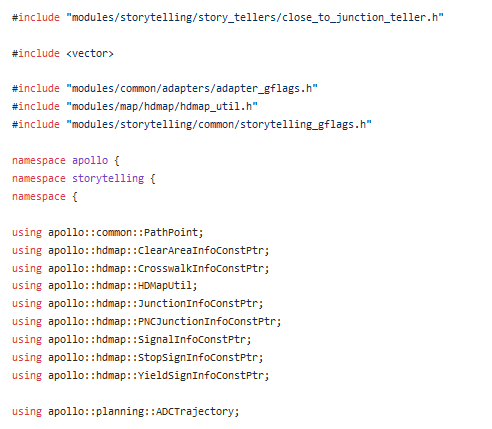 #include "modules/storytelling/story_tellers/close_to_junction_teller.h"
#include <vector>
#include "modules/common/adapters/adapter_gflags.h"
#include "modules/map/hdmap/hdmap_util.h"
#include "modules/storytelling/common/storytelling_gflags.h"
namespace apollo {
namespace storytelling {
namespace {
using apollo::common::PathPoint;
using apollo::hdmap::ClearAreaInfoConstPtr;
using apollo::hdmap::CrosswalkInfoConstPtr;
using apollo::hdmap::HDMapUtil;
using apollo::hdmap::JunctionInfoConstPtr;
using apollo::hdmap::PNCJunctionInfoConstPtr;
using apollo::hdmap::SignalInfoConstPtr;
using apollo::hdmap::StopSignInfoConstPtr;
using apollo::hdmap::YieldSignInfoConstPtr;
using apollo::planning::ADCTrajectory;